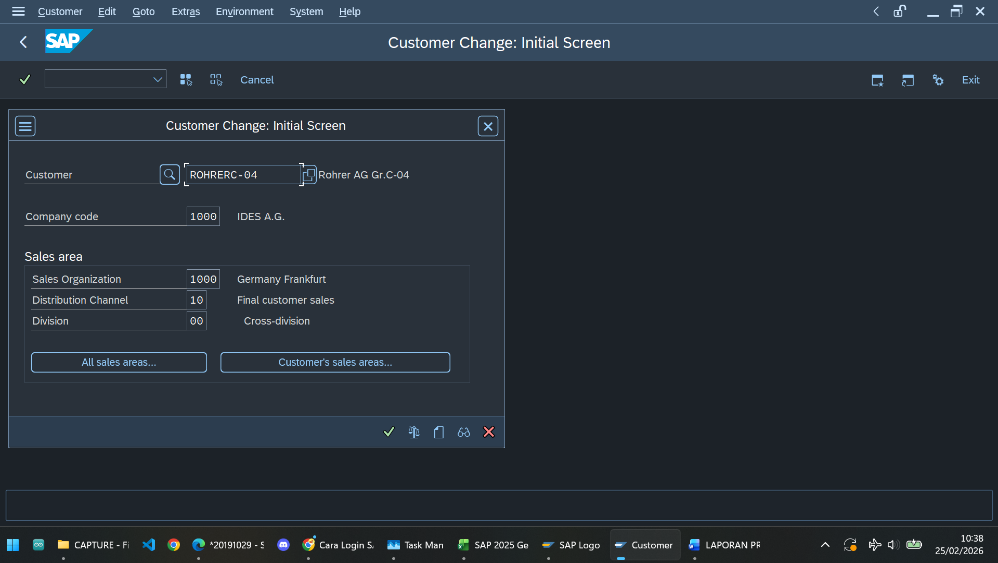 Customer Edit Goto Extras Environment System Help
SAP Customer Change: Initial Screen
Cancel Exit
Customer Change: Initial Screen
Customer ROHRERC-04 Rohrer AG Gr.C-04
Company code 1000 IDES A.G.
Sales area
Sales Organization 1000 Germany Frankfurt
Distribution Channel 10 Final customer sales
Division 00 Cross-division
All sales areas... Customer's sales areas...
CAPTURE - Fi *20191029 - S Cara Login S. Task Man SAP 2025 Ge SAP Logo Customer LAPORAN PR 10:38
25/02/2026